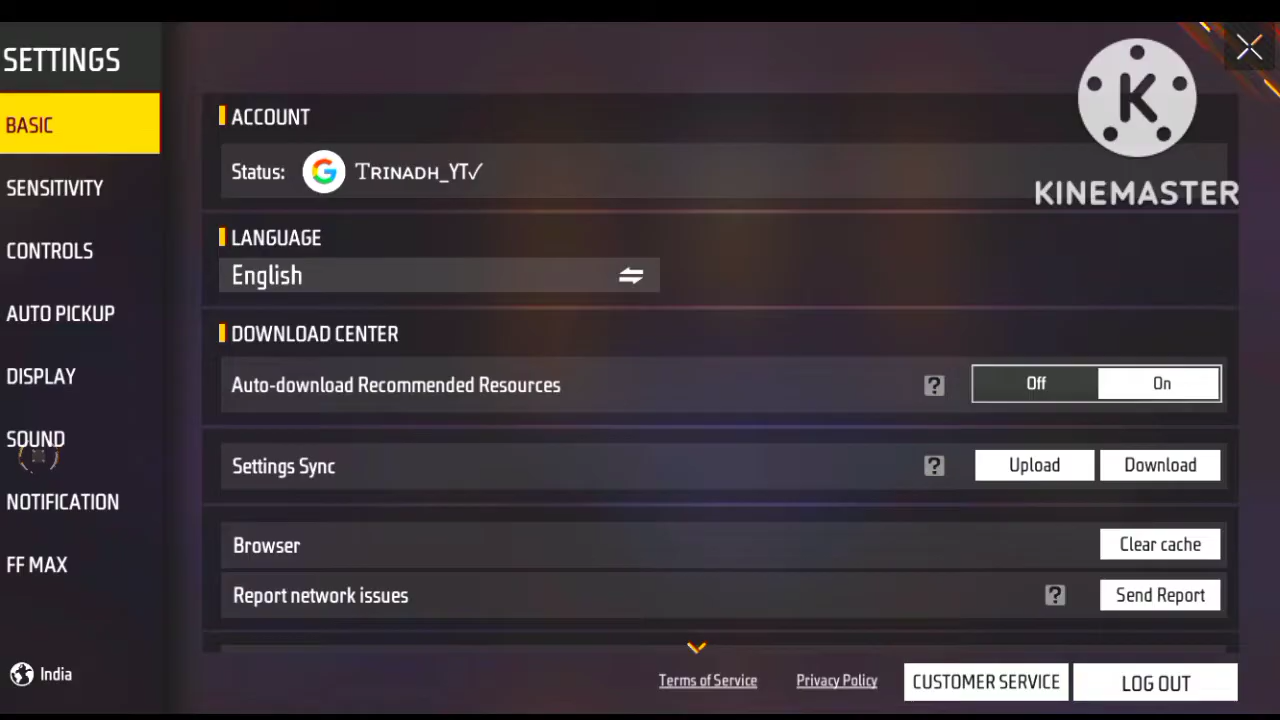 SETTINGS
BASIC
SENSITIVITY
CONTROLS
AUTO PICKUP
DISPLAY
SOUND
NOTIFICATION
FF MAX
India
ACCOUNT
Status: G Tʀɪɴᴀᴅʜ_YT✓
K
KINEMASTER
LANGUAGE
English
DOWNLOAD CENTER
Auto-download Recommended Resources ? Off On
Settings Sync ? Upload Download
Browser Clear cache
Report network issues ? Send Report
Terms of Service Privacy Policy CUSTOMER SERVICE LOG OUT